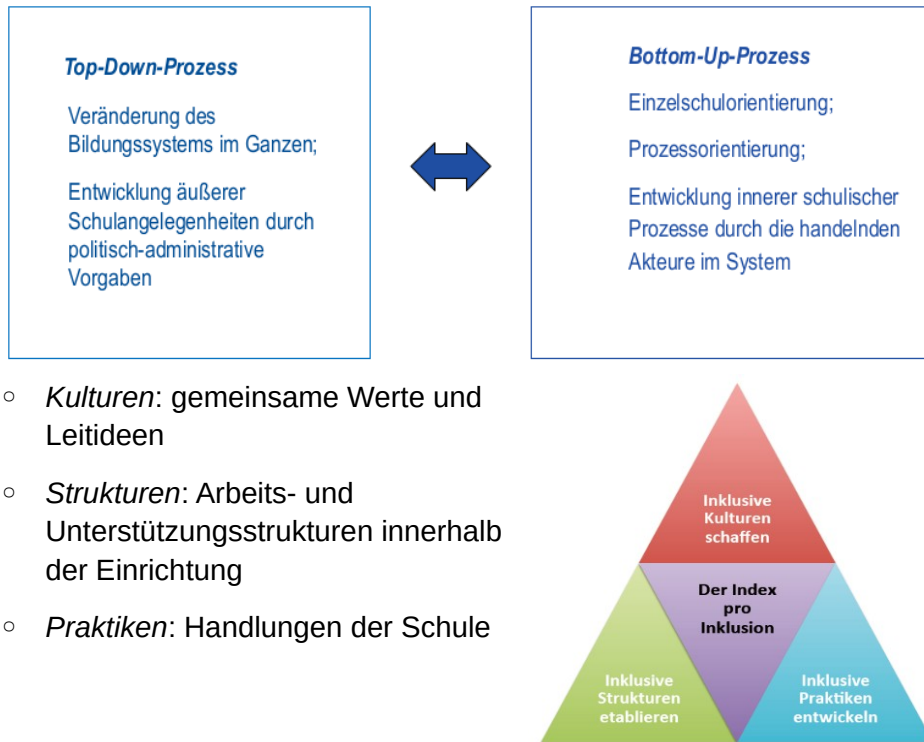 Top-Down-Prozess
Veränderung des
Bildungssystems im Ganzen;
Entwicklung äußerer
Schulangelegenheiten durch
politisch-administrative
Vorgaben
Bottom-Up-Prozess
Einzelschulorientierung;
Prozessorientierung;
Entwicklung innerer schulischer
Prozesse durch die handelnden
Akteure im System
Kulturen: gemeinsame Werte und
Leitideen
Strukturen: Arbeits- und
Unterstützungsstrukturen innerhalb
der Einrichtung
Praktiken: Handlungen der Schule
Inklusive
Kulturen
schaffen
Der Index
pro
Inklusion
Inklusive
Strukturen
etablieren
Inklusive
Praktiken
entwickeln